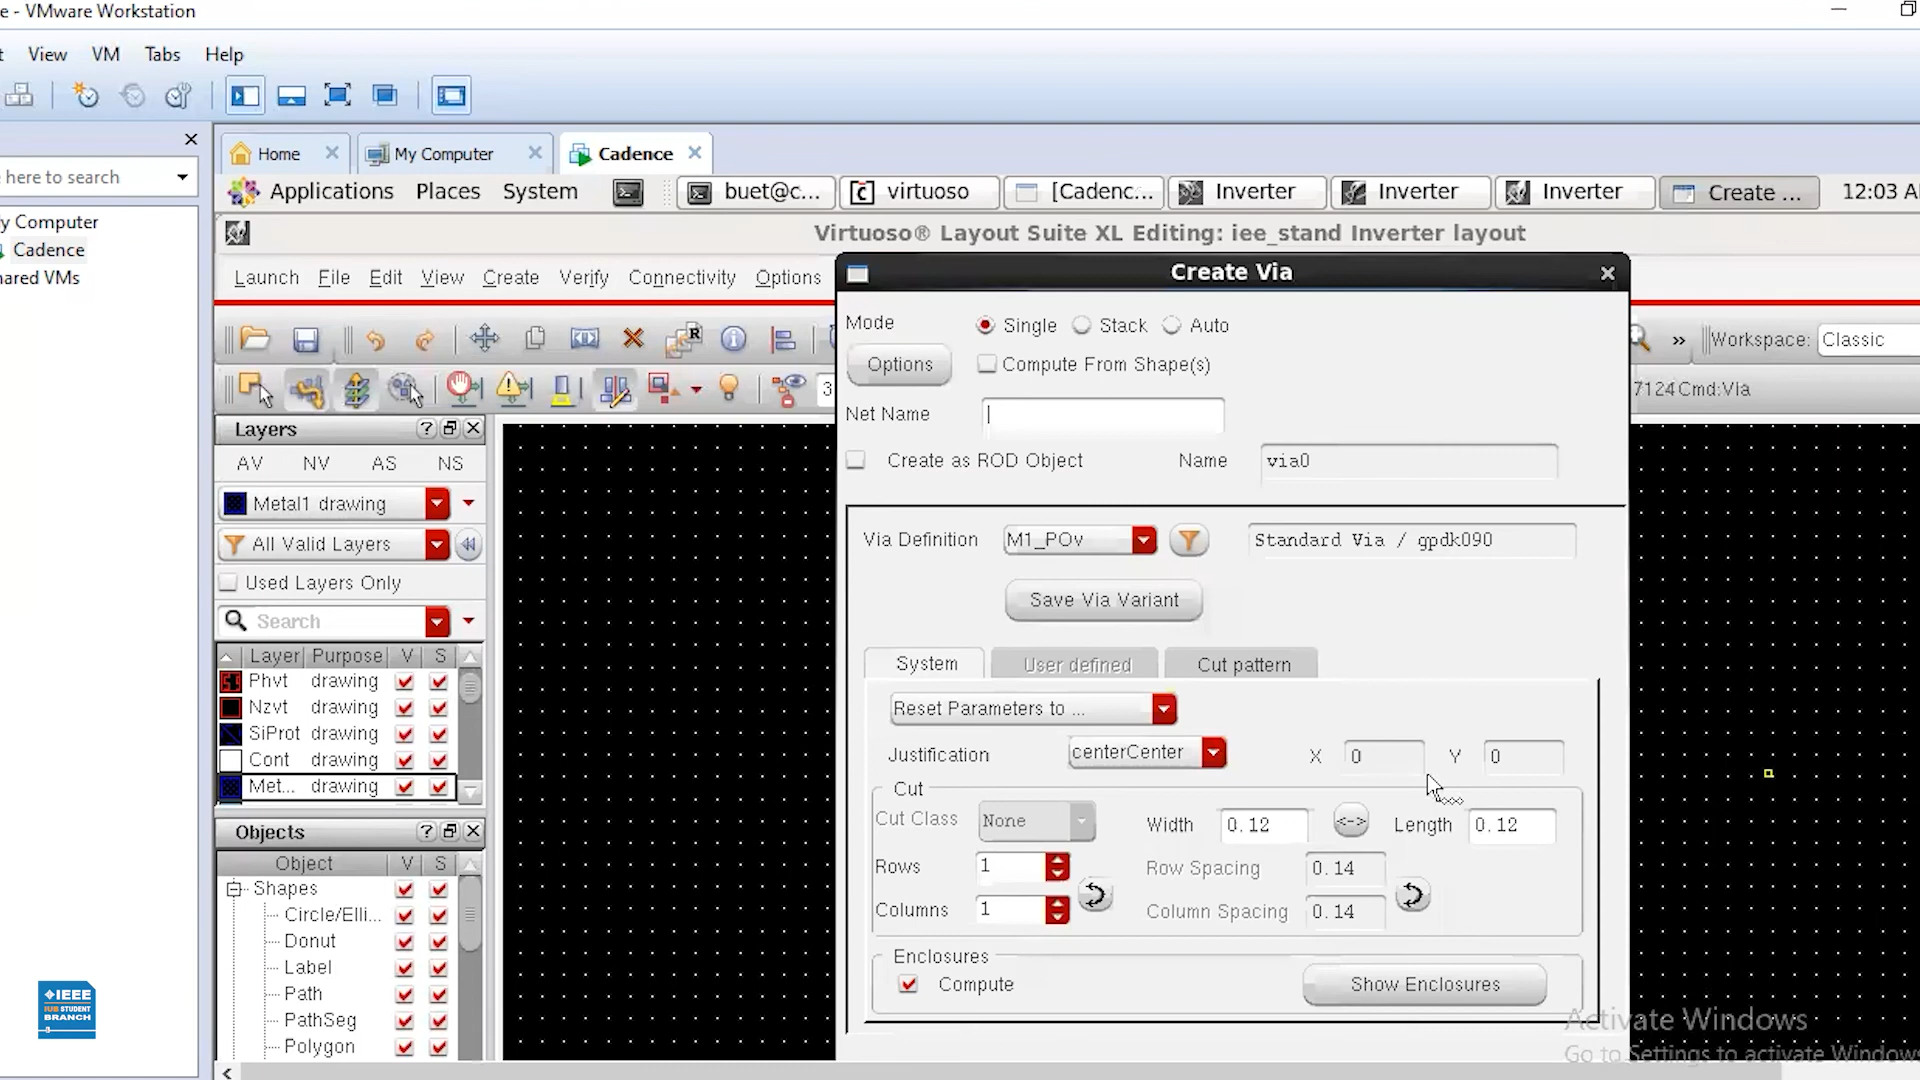 e - VMware Workstation
t View VM Tabs Help
here to search
Home My Computer Cadence
Applications Places System buet@c... virtuoso [Cadenc... Inverter Inverter Inverter Create ... 12:03 A
y Computer
Cadence
ared VMs
Virtuoso® Layout Suite XL Editing: iee_stand Inverter layout
Launch File Edit View Create Verify Connectivity Options
» Workspace: Classic
3
7124 Cmd:Via
Layers
AV NV AS NS
Metal1 drawing
All Valid Layers
Used Layers Only
Search
Layer Purpose V S
Phvt drawing
Nzvt drawing
SiProt drawing
Cont drawing
Met... drawing
Objects
Object V S
Shapes
Circle/Elli...
Donut
Label
Path
PathSeg
Polygon
Create Via
Mode Single Stack Auto
Options Compute From Shape(s)
Net Name
Create as ROD Object Name via0
Via Definition M1_POv Standard Via / gpdk090
Save Via Variant
System User defined Cut pattern
Reset Parameters to ...
Justification centerCenter X 0 Y 0
Cut
Cut Class None Width 0.12 <-> Length 0.12
Rows 1 Row Spacing 0.14
Columns 1 Column Spacing 0.14
Enclosures
Compute Show Enclosures
Activate Windows
Go to Settings to activate Windows
IEEE
IUB STUDENT
BRANCH